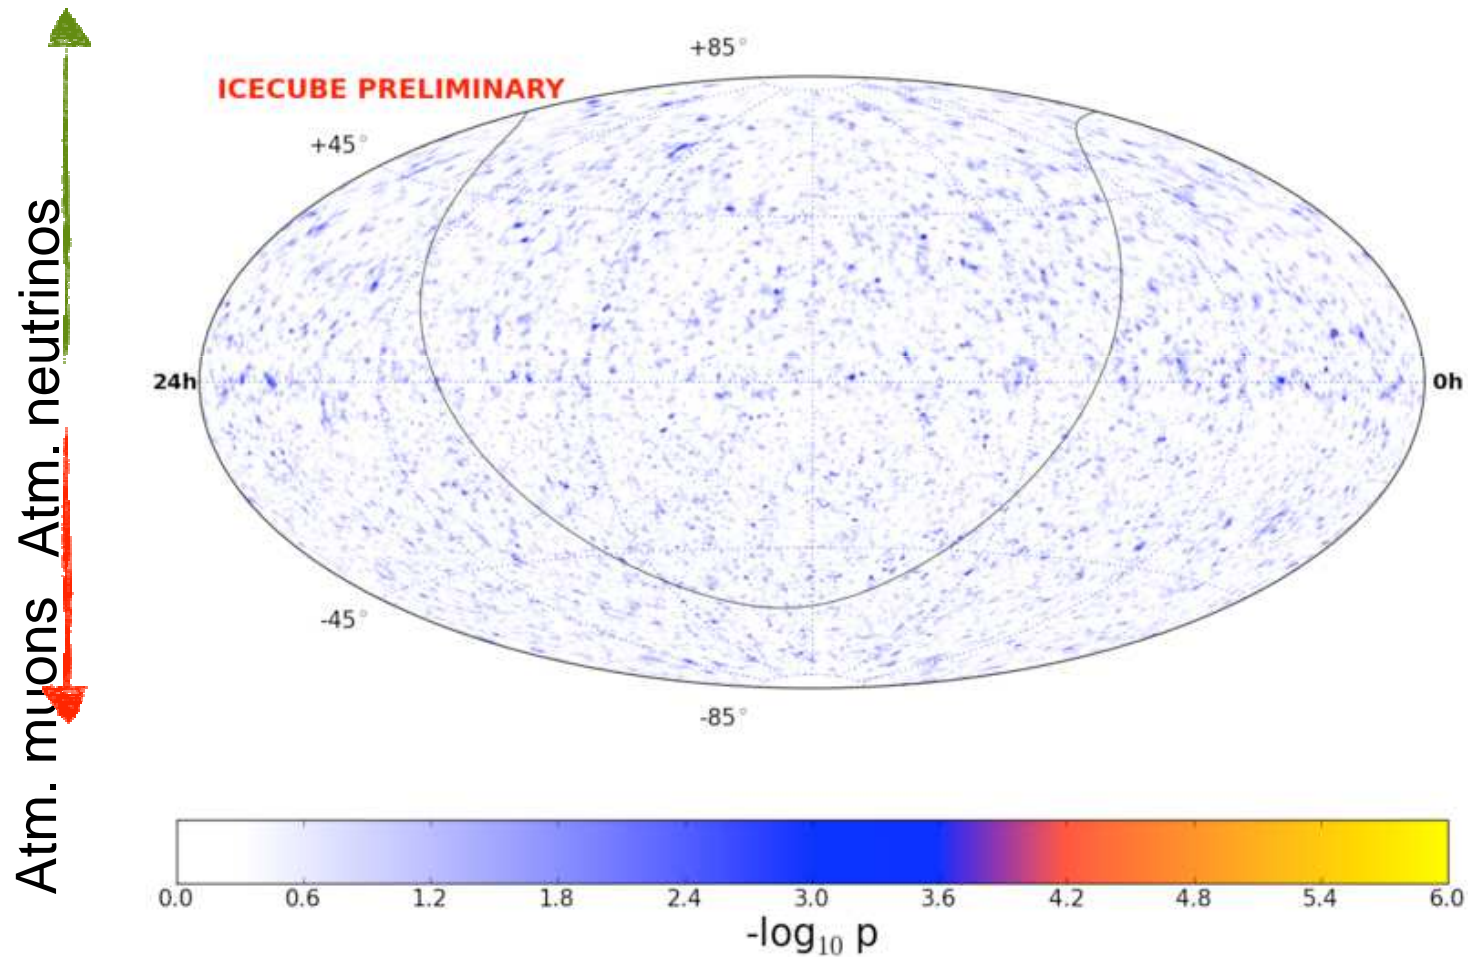 Atm. muons Atm. neutrinos
+85°
ICECUBE PRELIMINARY
+45°
24h
0h
-45°
-85°
0.0 0.6 1.2 1.8 2.4 3.0 3.6 4.2 4.8 5.4 6.0
-log₁₀ p